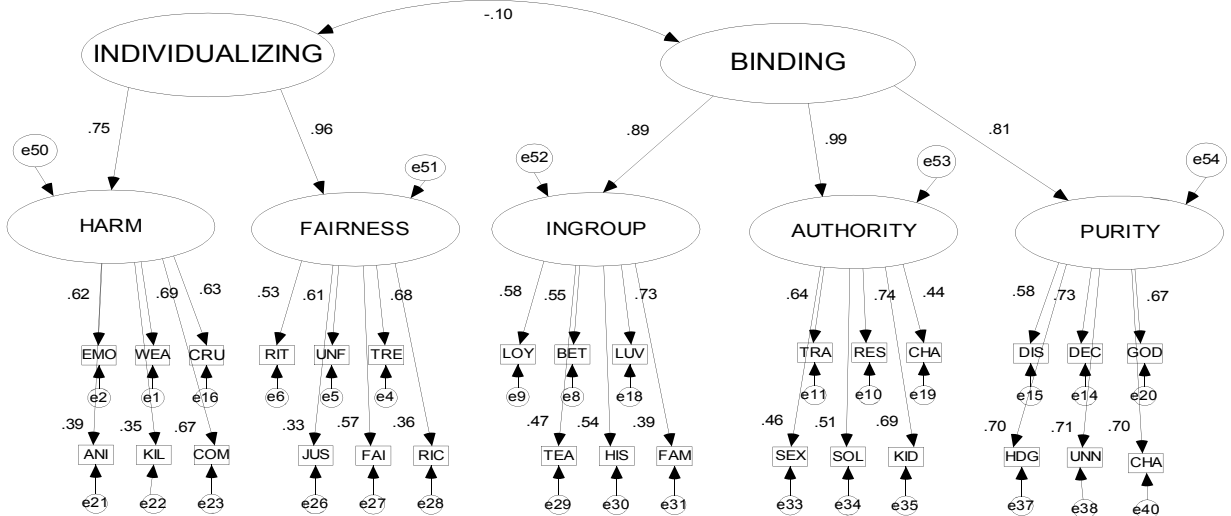 -.10
INDIVIDUALIZING
BINDING
.75 .96 .89 .99 .81
e50 e51 e52 e53 e54
HARM FAIRNESS INGROUP AUTHORITY PURITY
.62 .69 .63 .53 .61 .68 .58 .55 .73 .64 .74 .44 .58 .73 .67
EMO WEA CRU RIT UNF TRE LOY BET LUV TRA RES CHA DIS DEC GOD
e2 e1 e16 e6 e5 e4 e9 e8 e18 e11 e10 e19 e15 e14 e20
.39 .35 .67 .33 .57 .36 .47 .54 .39 .46 .51 .69 .70 .71 .70
ANI KIL COM JUS FAI RIC TEA HIS FAM SEX SOL KID HDG UNN CHA
e21 e22 e23 e26 e27 e28 e29 e30 e31 e33 e34 e35 e37 e38 e40